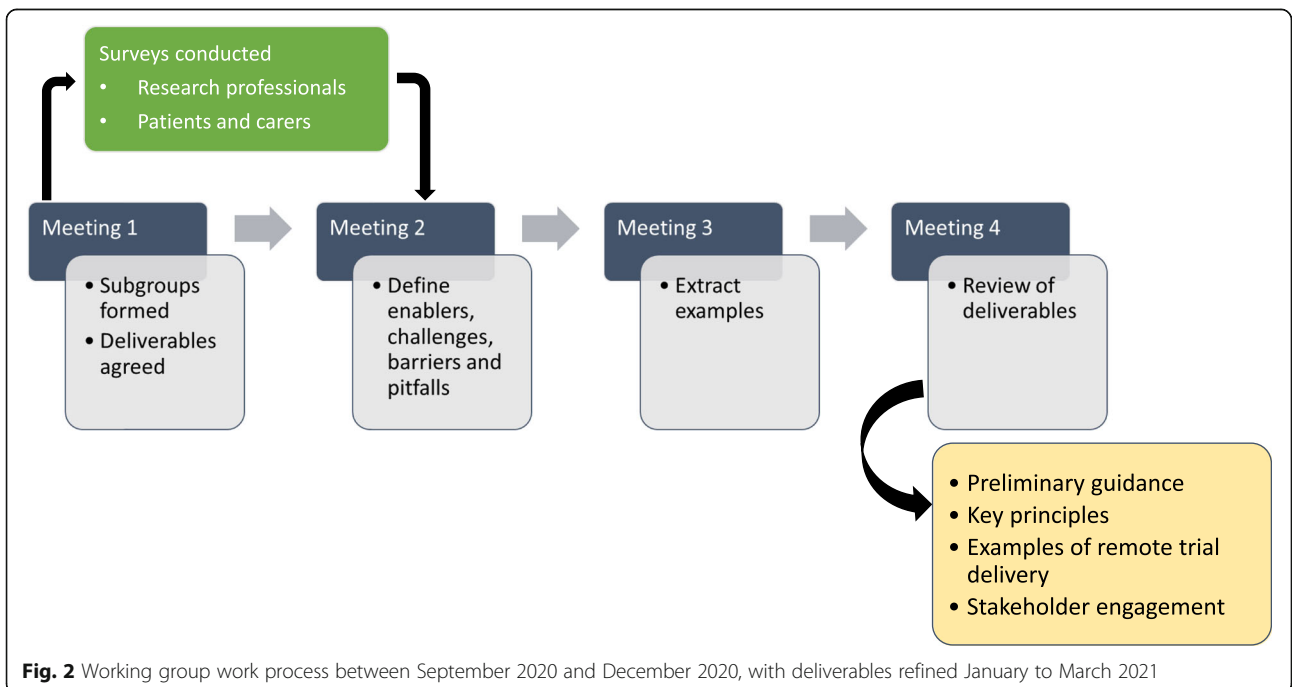 Surveys conducted
• Research professionals
• Patients and carers
Meeting 1
• Subgroups
formed
• Deliverables
agreed
Meeting 2
• Define
enablers,
challenges,
barriers and
pitfalls
Meeting 3
• Extract
examples
Meeting 4
• Review of
deliverables
• Preliminary guidance
• Key principles
• Examples of remote trial
delivery
• Stakeholder engagement
Fig. 2 Working group work process between September 2020 and December 2020, with deliverables refined January to March 2021